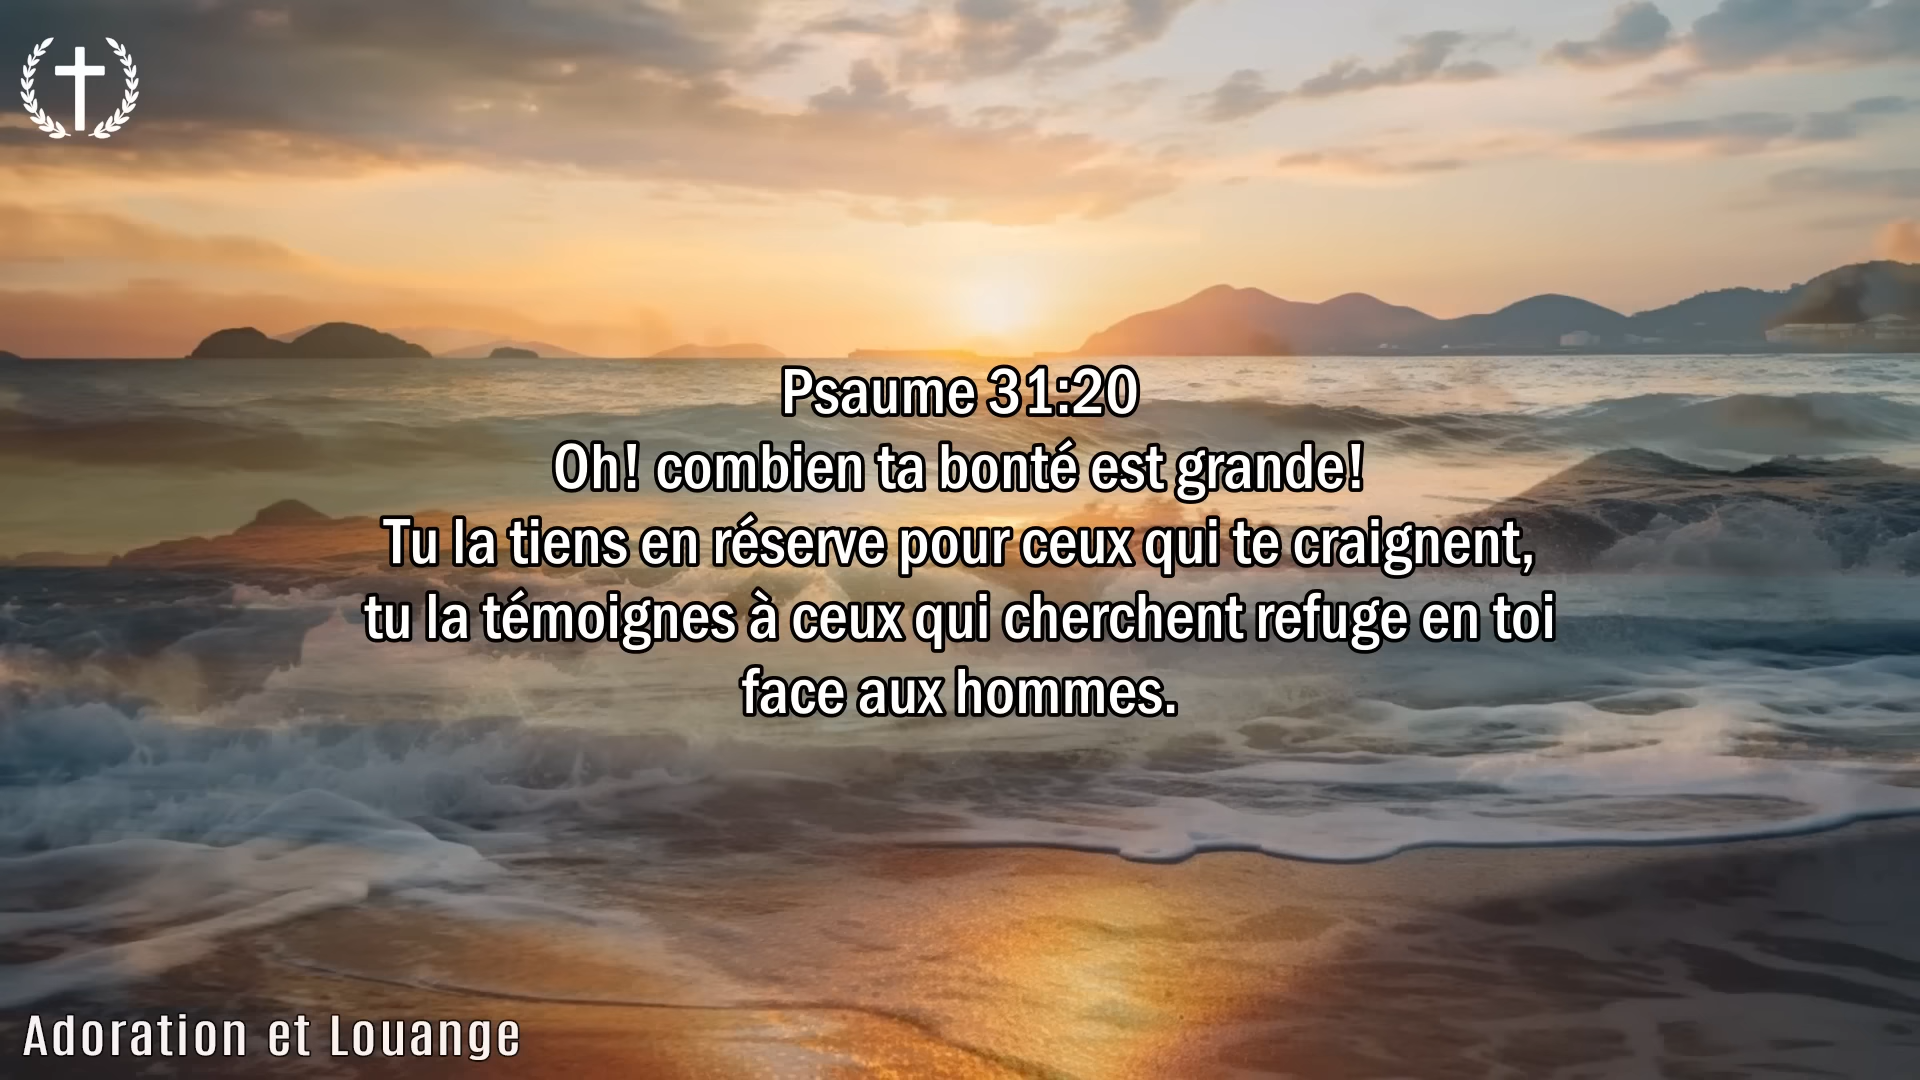 Psaume 31:20
Oh! combien ta bonté est grande!
Tu la tiens en réserve pour ceux qui te craignent,
tu la témoignes à ceux qui cherchent refuge en toi
face aux hommes.
Adoration et Louange